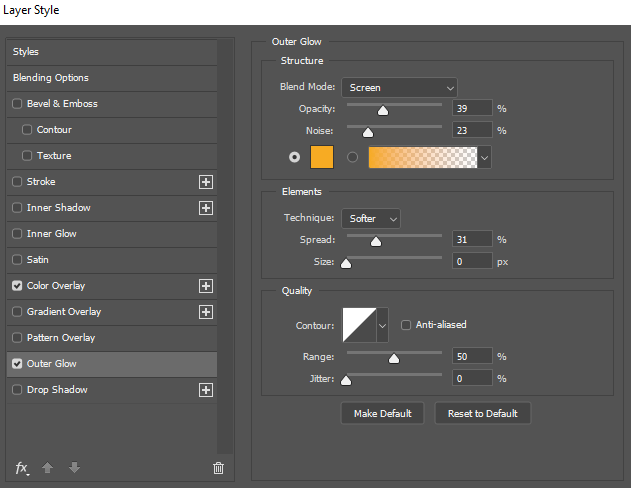 Layer Style
Styles
Blending Options
Bevel & Emboss
Contour
Texture
Stroke
Inner Shadow
Inner Glow
Satin
Color Overlay
Gradient Overlay
Pattern Overlay
Outer Glow
Drop Shadow
fx
Outer Glow
Structure
Blend Mode: Screen
Opacity: 39 %
Noise: 23 %
Elements
Technique: Softer
Spread: 31 %
Size: 0 px
Quality
Contour: Anti-aliased
Range: 50 %
Jitter: 0 %
Make Default Reset to Default